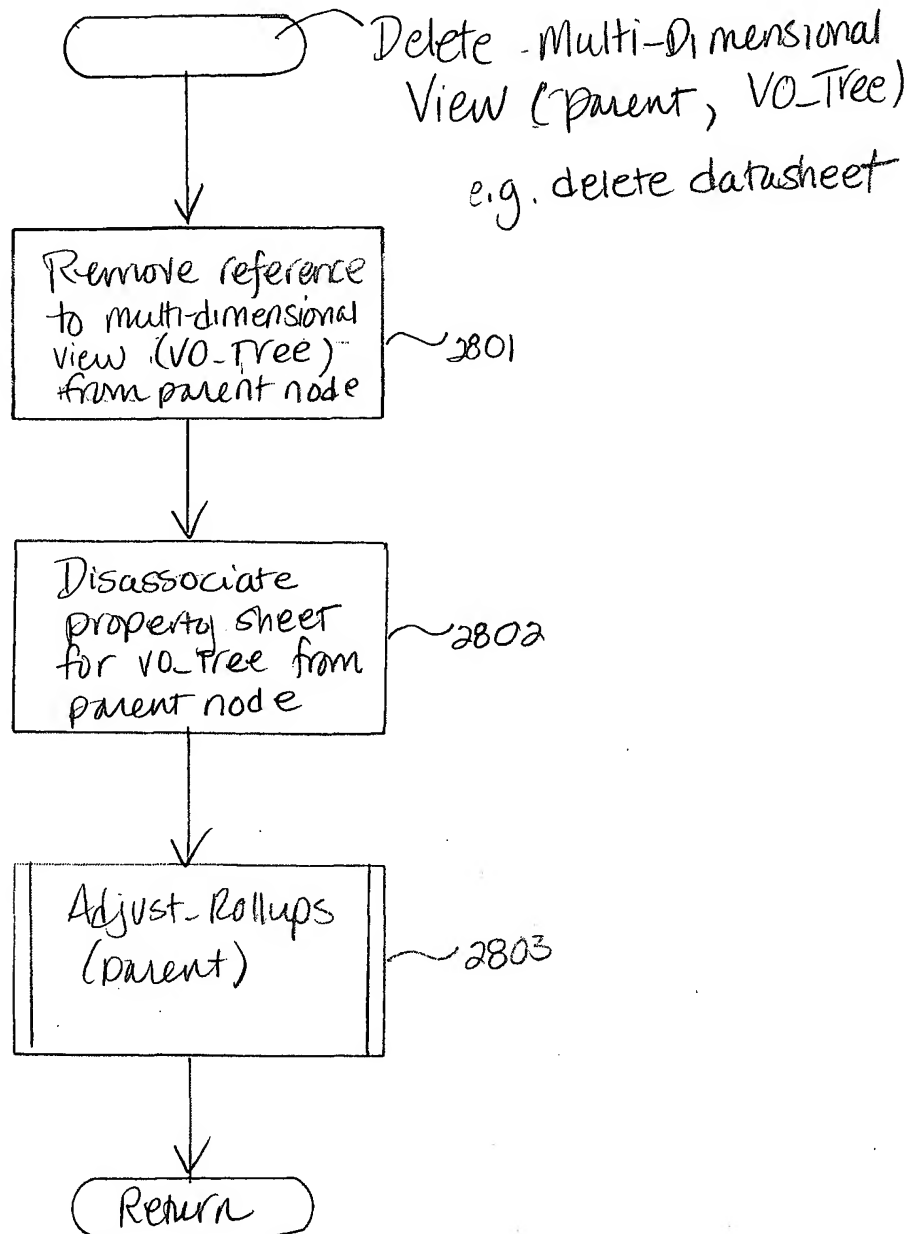 Delete-Multi-Dimensional
View (parent, VO_Tree)
e.g. delete datasheet
Remove reference
to multi-dimensional
view (VO_Tree)
from parent node
2801
Disassociate
property sheet
for VO_Tree from
parent node
2802
Adjust_Rollups
(parent)
2803
Return